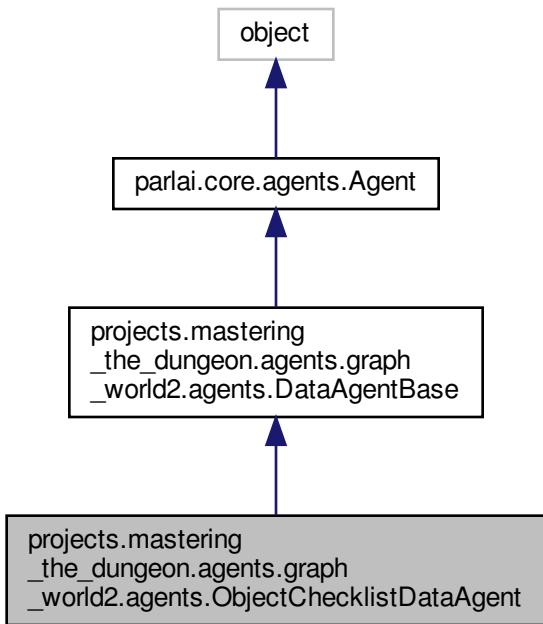 object
parlai.core.agents.Agent
projects.mastering
_the_dungeon.agents.graph
_world2.agents.DataAgentBase
projects.mastering
_the_dungeon.agents.graph
_world2.agents.ObjectChecklistDataAgent